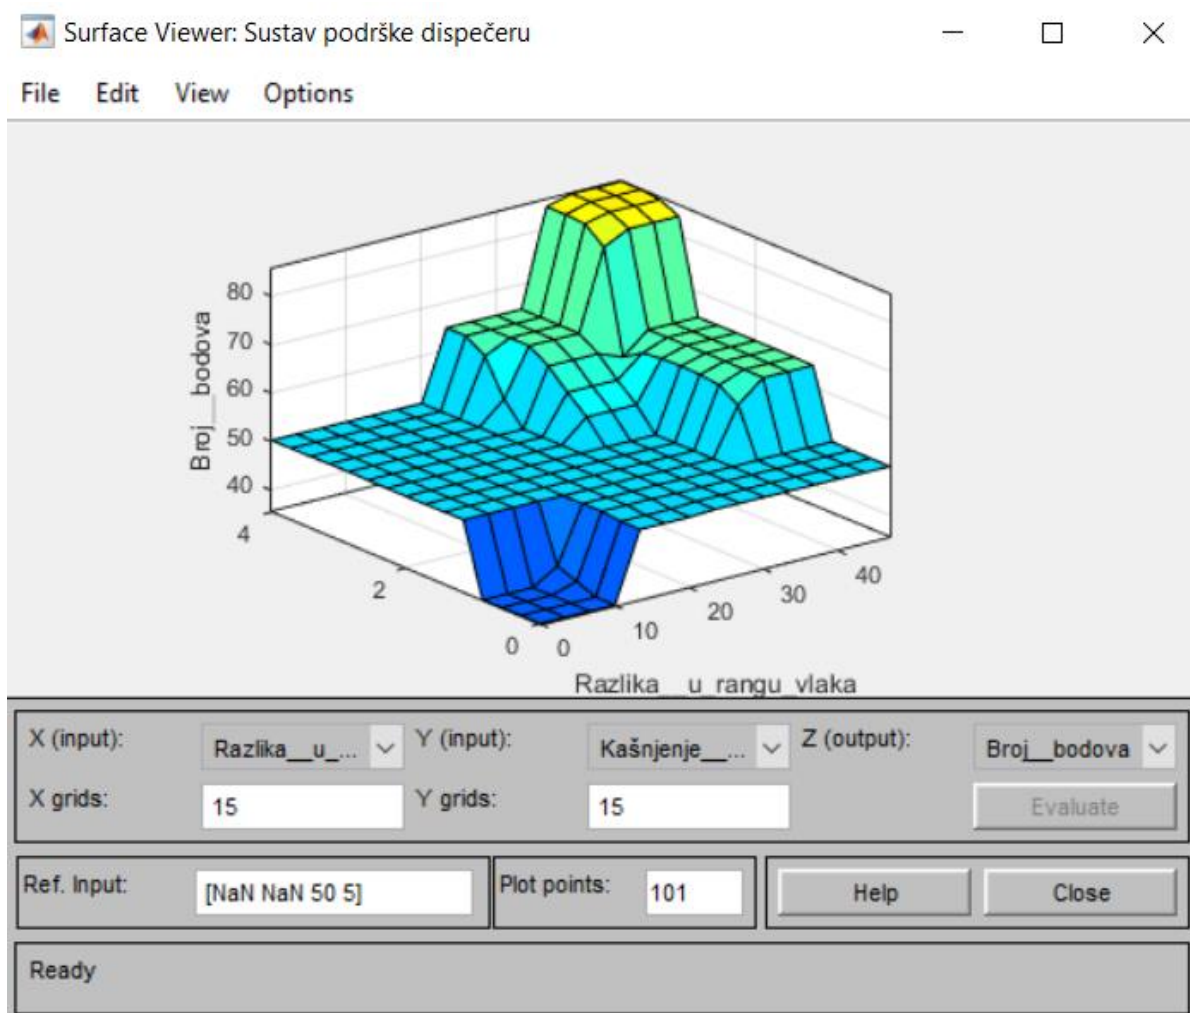 Surface Viewer: Sustav podrške dispečeru
File Edit View Options
80
70
60
50
40
Broj__bodova
4
2
0
0
10
20
30
40
Razlika__u_rangu_vlaka
X (input): Razlika__u_... Y (input): Kašnjenje__... Z (output): Broj__bodova
X grids: 15 Y grids: 15 Evaluate
Ref. Input: [NaN NaN 50 5] Plot points: 101 Help Close
Ready